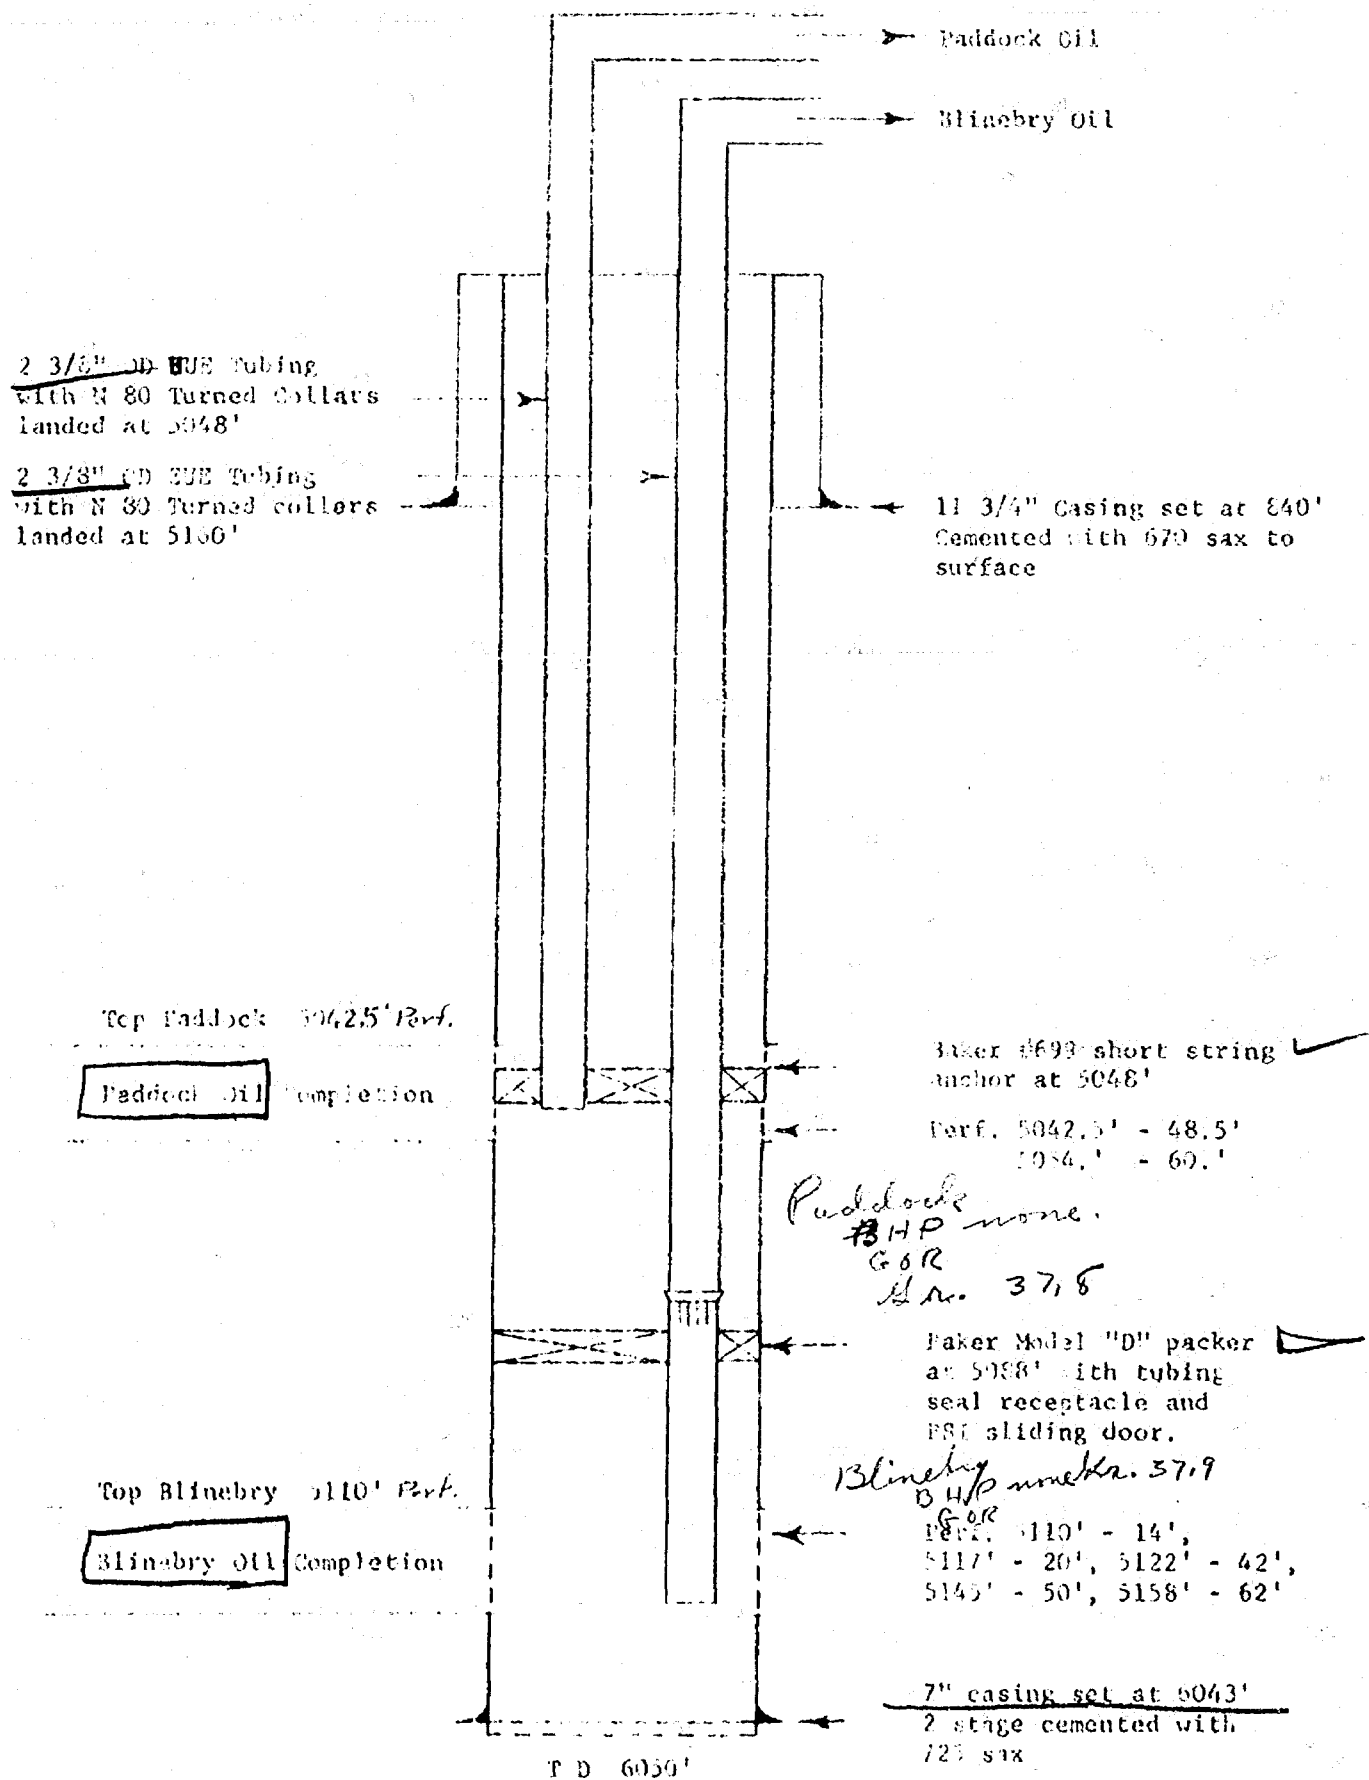 Paddock Oil
Blinebry Oil
2 3/8" OD EUE Tubing
with N 80 Turned Collars
landed at 5048'
2 3/8" OD EUE Tubing
with N 80 Turned collars
landed at 5160'
11 3/4" Casing set at 840'
Cemented with 670 sax to
surface
Top Paddock 5042.5' Perf.
Paddock Oil Completion
Baker #699 short string
anchor at 5048'
Perf. 5042.5' - 48.5'
5054.' - 60.'
Paddock
BHP none.
GOR
Gr. 37.8
Baker Model "D" packer
at 5088' with tubing
seal receptacle and
sliding door.
Blinebry
BHP none Gr. 37.9
GOR
Top Blinebry 5110' Perf.
Blinebry Oil Completion
Perf. 5110' - 14',
5117' - 20', 5122' - 42',
5145' - 50', 5158' - 62'
7" casing set at 6043'
2 stage cemented with
sax
T D 6050'